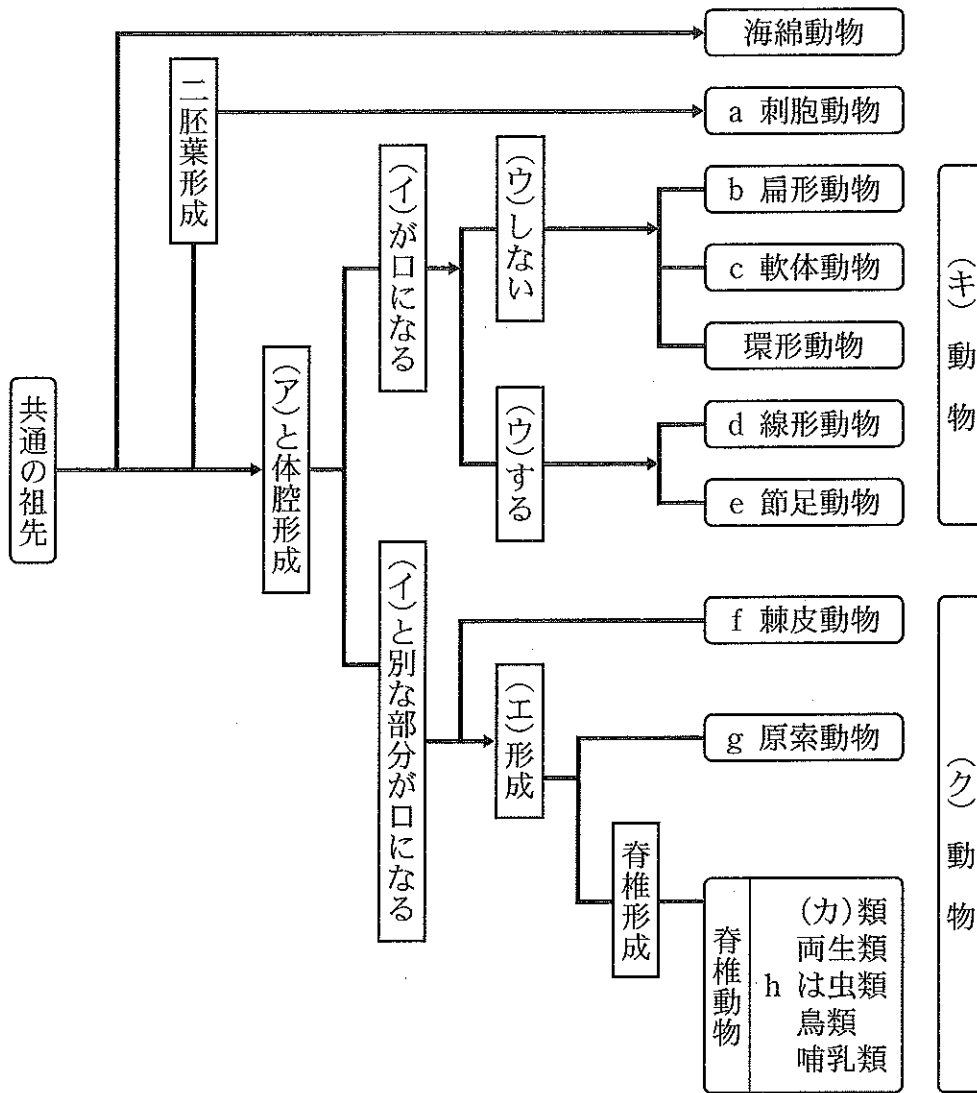 共通の祖先
二胚葉形成
(ア)と体腔形成
(イ)が口になる
(イ)と別な部分が口になる
(ウ)しない
(ウ)する
(エ)形成
脊椎形成
海綿動物
a 刺胞動物
b 扁形動物
c 軟体動物
環形動物
d 線形動物
e 節足動物
f 棘皮動物
g 原索動物
脊椎動物
(カ)類
両生類
h は虫類
鳥類
哺乳類
(キ)動物
(ク)動物